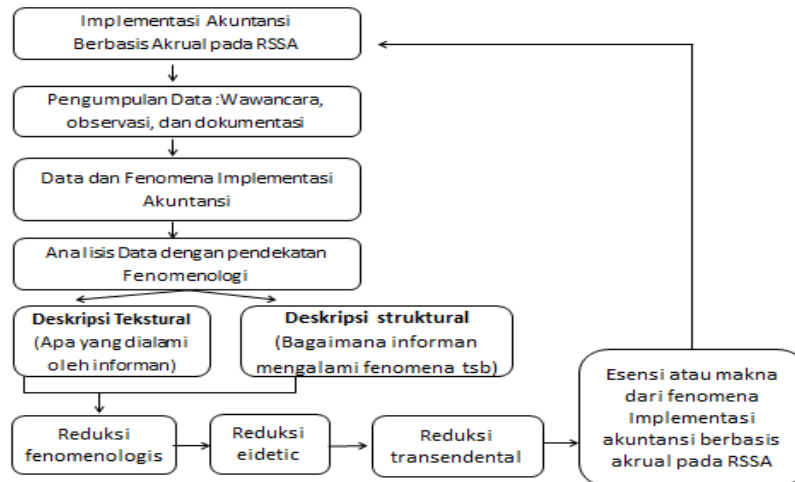 Implementasi Akuntansi
Berbasis Akrual pada RSSA
Pengumpulan Data :Wawancara,
observasi, dan dokumentasi
Data dan Fenomena Implementasi
Akuntansi
Analisis Data dengan pendekatan
Fenomenologi
Deskripsi Tekstural
(Apa yang dialami
oleh informan)
Deskripsi struktural
(Bagaimana informan
mengalami fenomena tsb)
Reduksi
fenomenologis
Reduksi
eidetic
Reduksi
transendental
Esensi atau makna
dari fenomena
Implementasi
akuntansi berbasis
akrual pada RSSA